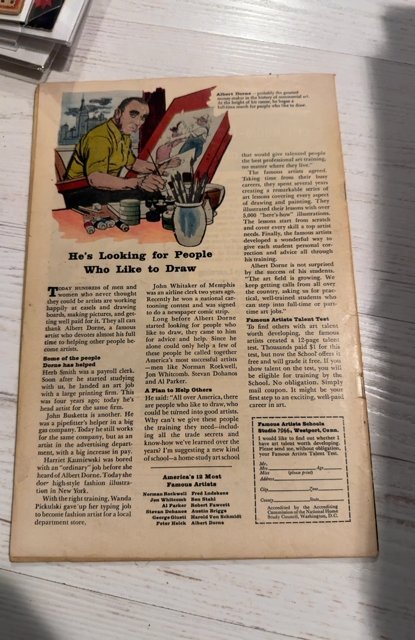 Albert Dorne—probably the greatest
money-maker in the history of commercial art.
At the height of his career, he began a
full-time search for people who like to draw.
He's Looking for People
Who Like to Draw
TODAY HUNDREDS of men and
women who never thought
they could be artists are working
happily at easels and drawing
boards, making pictures, and get-
ting well paid for it. They all can
thank Albert Dorne, a famous
artist who devotes almost his full
time to helping other people be-
come artists.
Some of the people
Dorne has helped
Herb Smith was a payroll clerk.
Soon after he started studying
with us, he landed an art job
with a large printing firm. This
was four years ago; today he's
head artist for the same firm.
John Busketta is another. He
was a pipefitter's helper in a big
gas company. Today he still works
for the same company, but as an
artist in the advertising depart-
ment, with a big increase in pay.
Harriet Kuzniewski was bored
with an "ordinary" job before she
heard of Albert Dorne. Today she
does high-style fashion illustra-
tion in New York.
With the right training, Wanda
Pickulski gave up her typing job
to become fashion artist for a local
department store.
John Whitaker of Memphis
was an airline clerk two years ago.
Recently he won a national car-
tooning contest and was signed
to do a newspaper comic strip.
Long before Albert Dorne
started looking for people who
like to draw, they came to him
for advice and help. Since he
alone could help only a few of
these people he called together
America's most successful artists
—men like Norman Rockwell,
Jon Whitcomb, Stevan Dohanos
and Al Parker.
A Plan to Help Others
He said: "All over America, there
are people who like to draw, who
could be turned into good artists.
Why can't we give these people
the training they need—includ-
ing all the trade secrets and
know-how we've learned over the
years? I'm suggesting a new kind
of school—a home-study art school
that would give talented people
the best professional art training,
no matter where they live."
The famous artists agreed.
Taking time from their busy
careers, they spent several years
creating a remarkable series of
art lessons covering every aspect
of drawing and painting. They
illustrated their lessons with over
5,000 "here's-how" illustrations.
The lessons start from scratch
and cover every skill a top artist
needs. Finally, the famous artists
developed a wonderful way to
give each student personal cor-
rection and advice all through
his training.
Albert Dorne is not surprised
by the success of his students.
"The art field is growing. We
keep getting calls from all over
the country, asking us for prac-
tical, well-trained students who
can step into full-time or part-
time art jobs."
Famous Artists Talent Test
To find others with art talent
worth developing, the famous
artists created a 12-page talent
test. Thousands paid $1 for this
test, but now the School offers it
free and will grade it free. If you
show talent on the test, you will
be eligible for training by the
School. No obligation. Simply
mail coupon. It might be your
first step to an exciting, well-paid
career in art.
America's 12 Most
Famous Artists
Norman Rockwell Fred Ludekens
Jon Whitcomb Ben Stahl
Al Parker Robert Fawcett
Stevan Dohanos Austin Briggs
George Giusti Harold Von Schmidt
Peter Helck Albert Dorne
Famous Artists Schools
Westport, Conn.
I would like to find out whether I
have art talent worth developing.
Please send me, without obligation,
your Famous Artists Talent Test.
Mr.
Mrs. Age
Miss (please print)
Address
City Zone
County State
Accredited by the Accrediting
Commission of the National Home
Study Council, Washington, D.C.